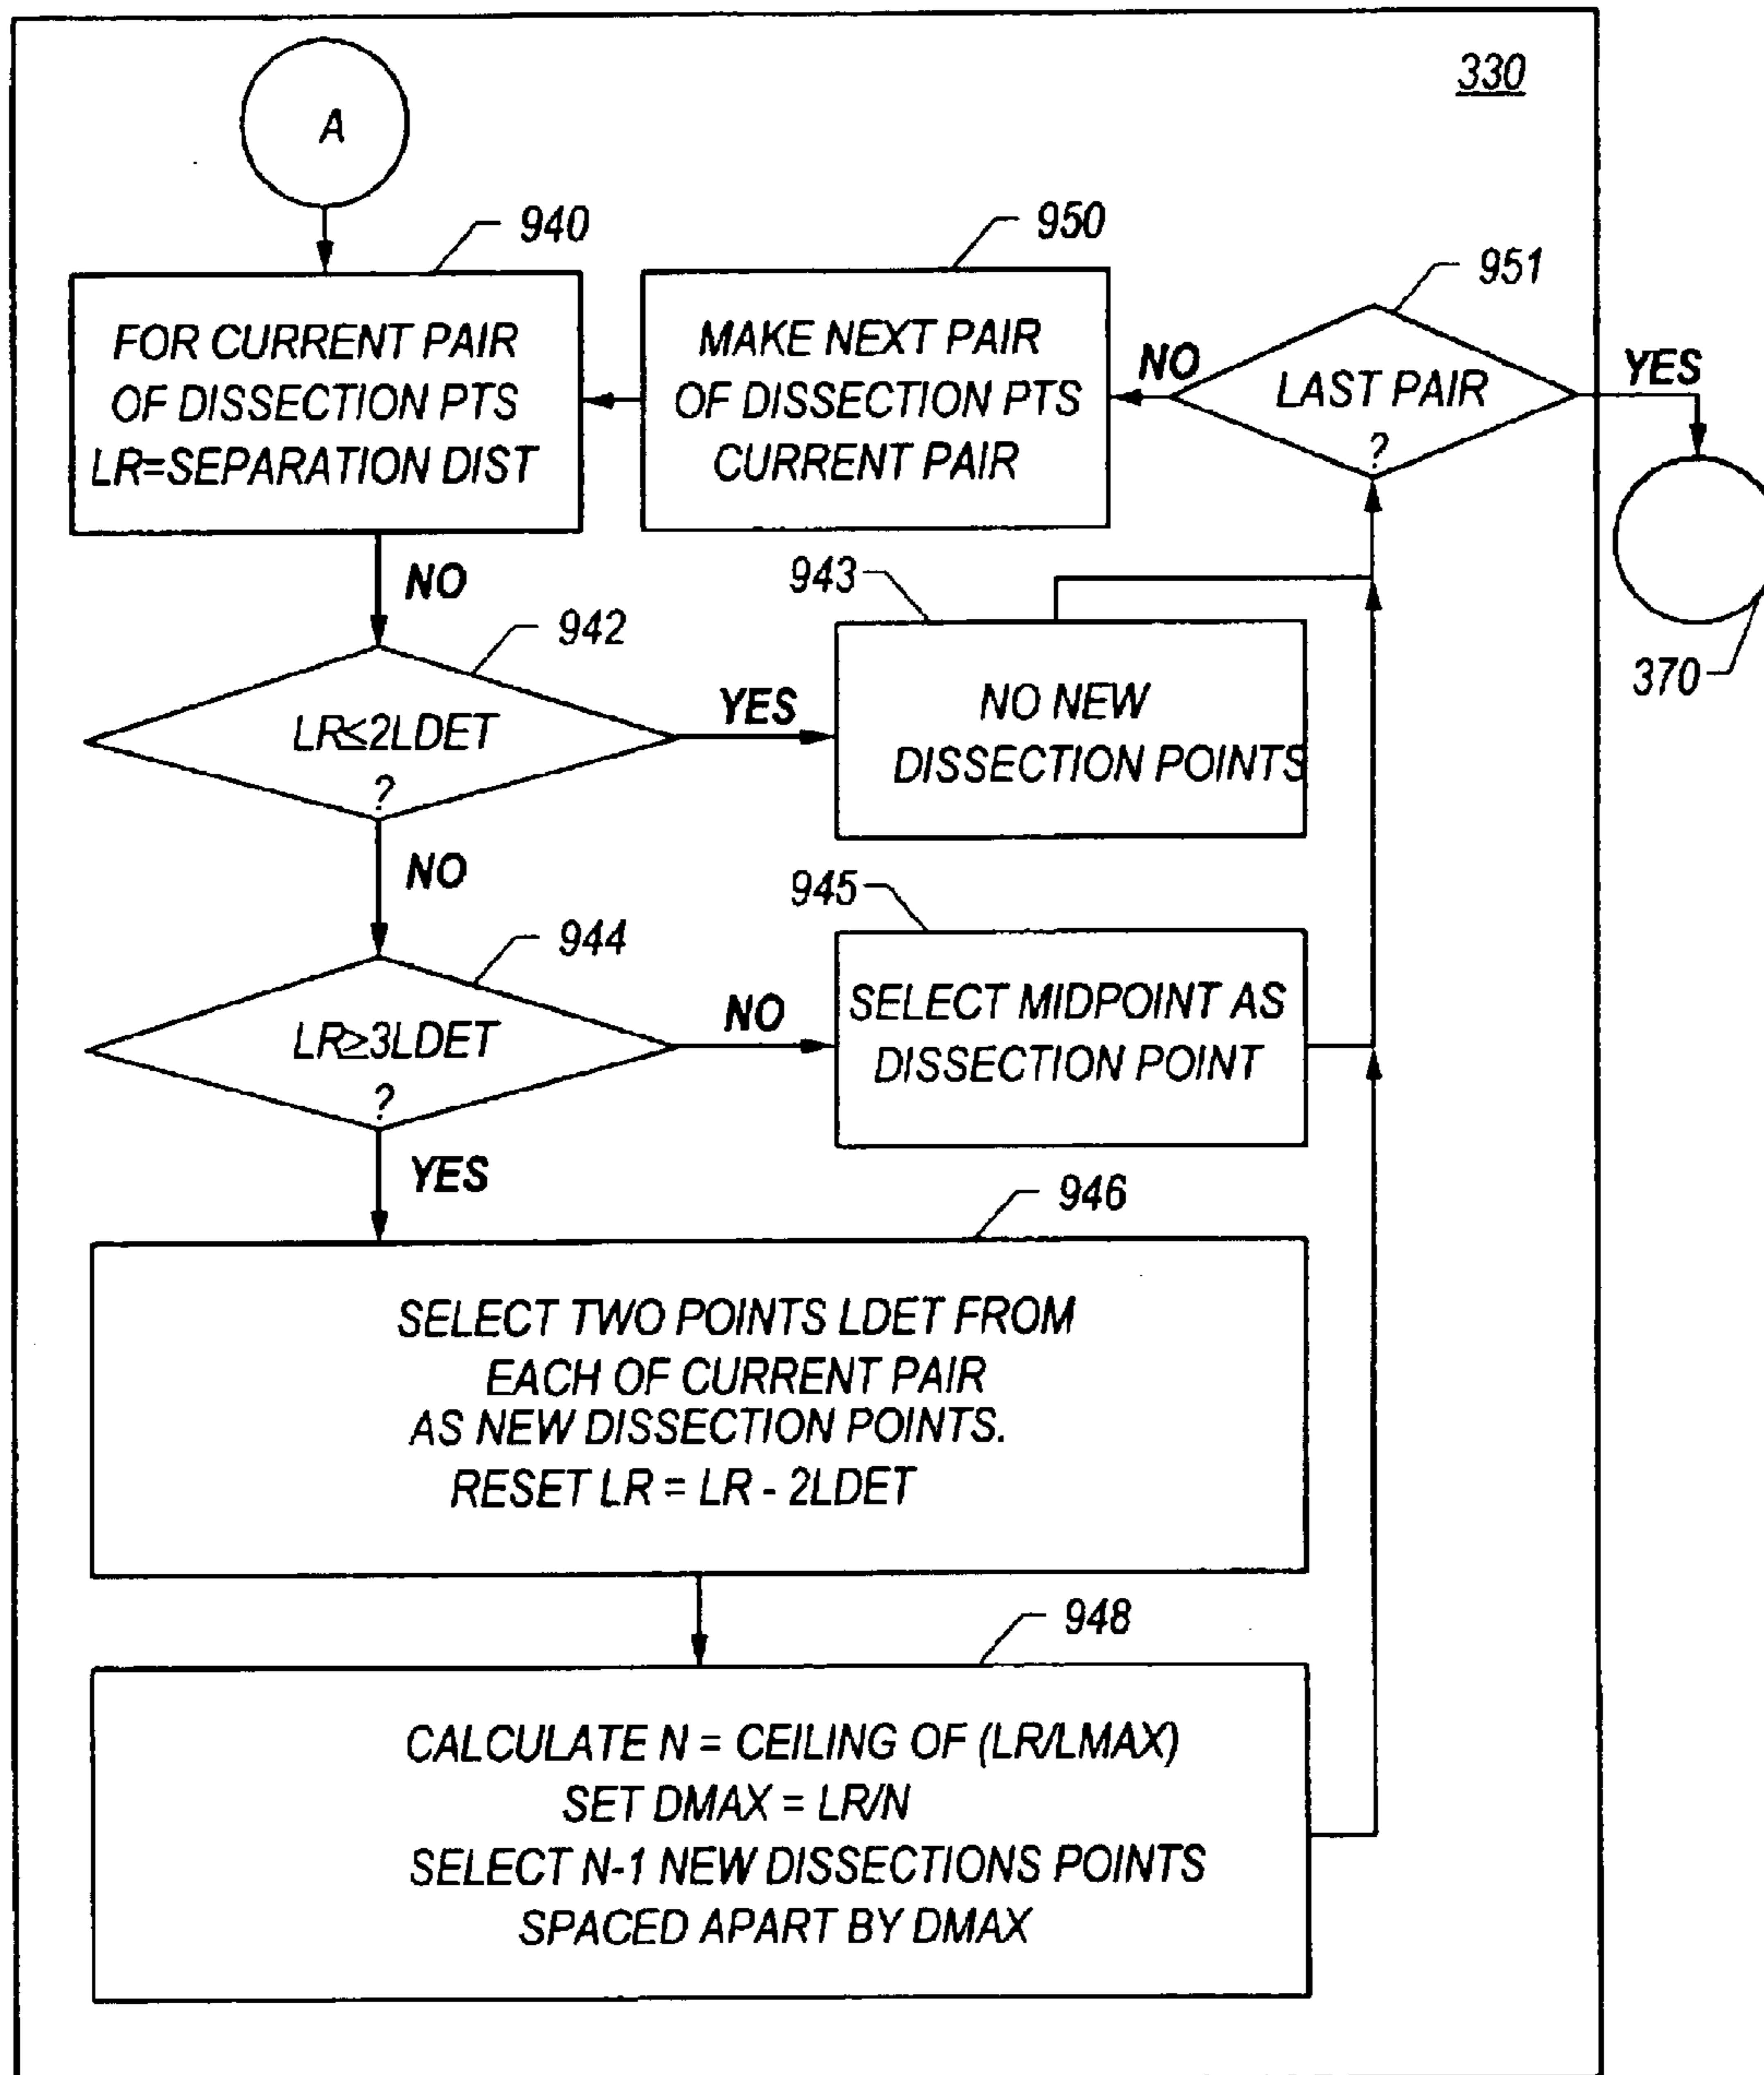 330
A
940
950
951
FOR CURRENT PAIR
OF DISSECTION PTS
LR=SEPARATION DIST
MAKE NEXT PAIR
OF DISSECTION PTS
CURRENT PAIR
NO
LAST PAIR
?
YES
370
NO
942
943
LR≤2LDET
?
YES
NO NEW
DISSECTION POINTS
NO
944
945
LR≥3LDET
?
NO
SELECT MIDPOINT AS
DISSECTION POINT
YES
946
SELECT TWO POINTS LDET FROM
EACH OF CURRENT PAIR
AS NEW DISSECTION POINTS.
RESET LR = LR - 2LDET
948
CALCULATE N = CEILING OF (LR/LMAX)
SET DMAX = LR/N
SELECT N-1 NEW DISSECTIONS POINTS
SPACED APART BY DMAX